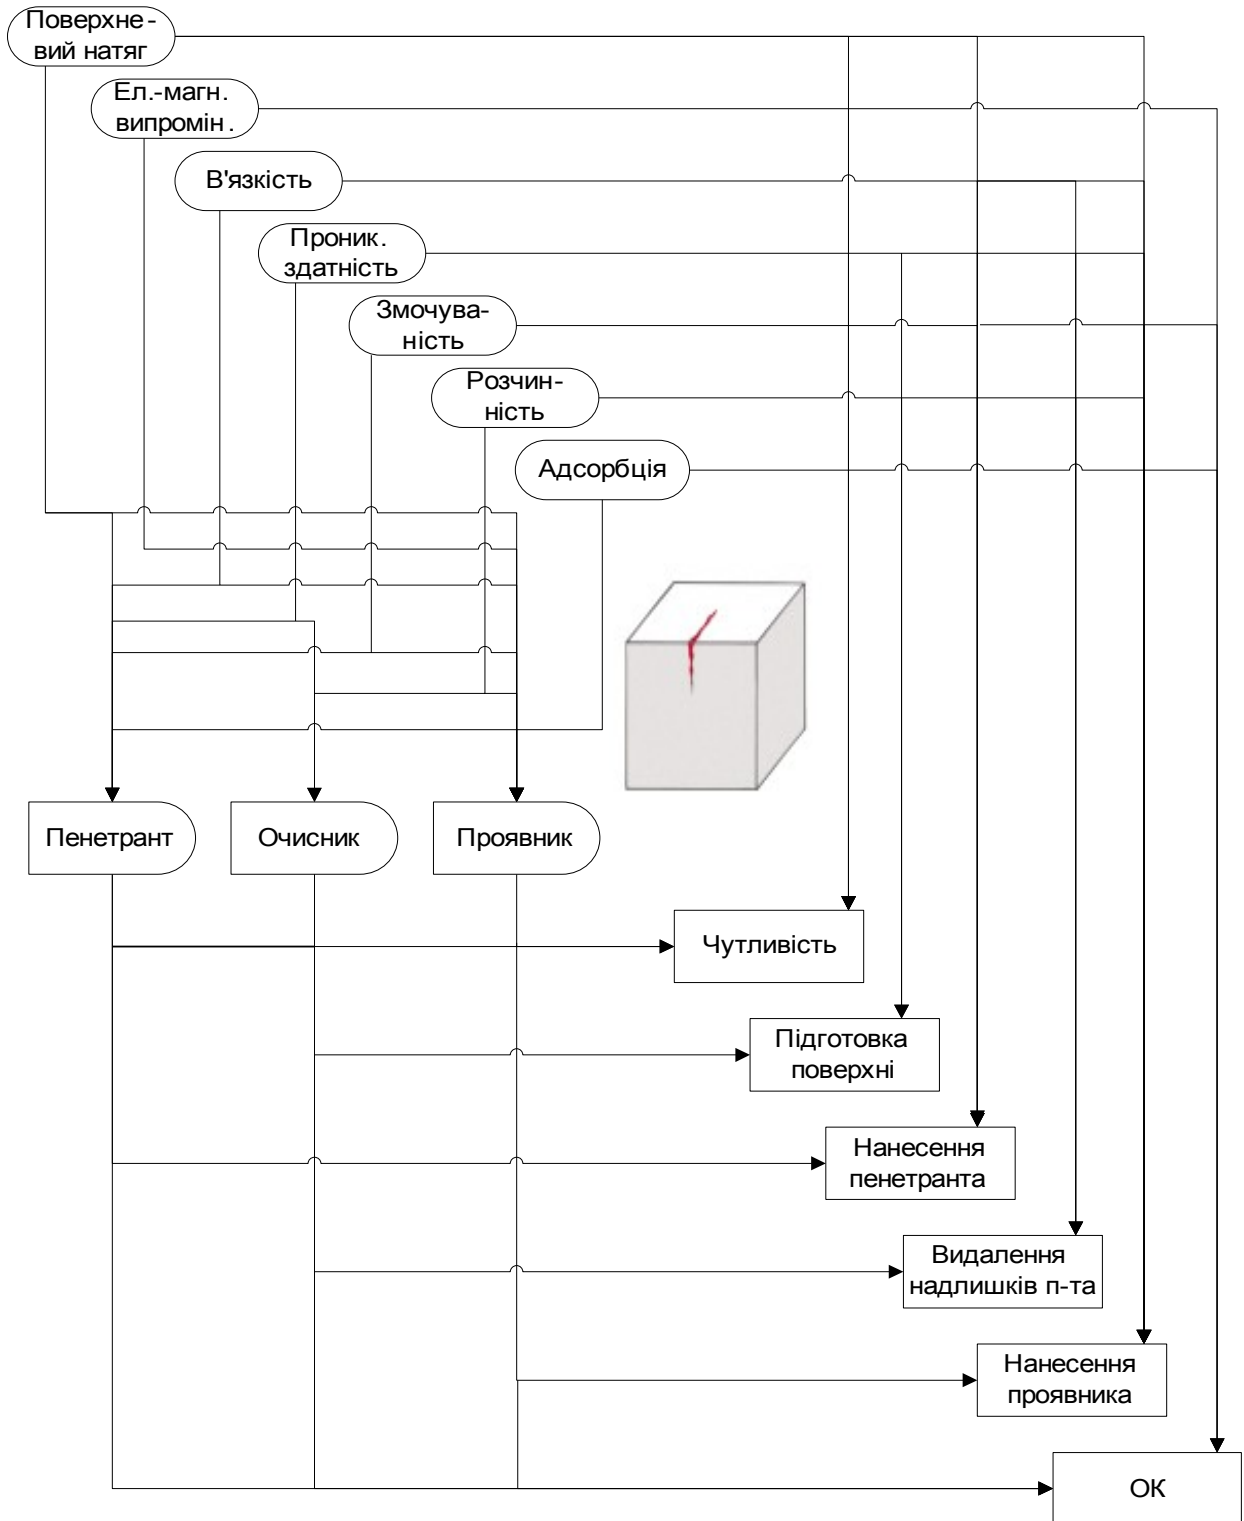 Поверхне-
вий натяг
Ел.-магн.
випромін.
В'язкість
Проник.
здатність
Змочува-
ність
Розчин-
ність
Адсорбція
Пенетрант
Очисник
Проявник
Чутливість
Підготовка
поверхні
Нанесення
пенетранта
Видалення
надлишків п-та
Нанесення
проявника
ОК